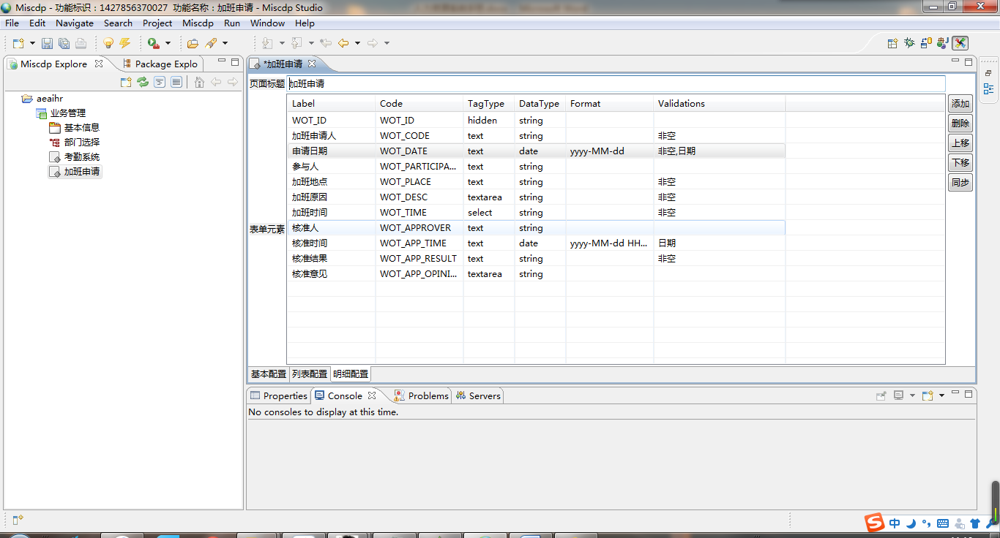 Miscdp - 功能标识：1427856370027 功能名称：加班申请 - Miscdp Studio
File Edit Navigate Search Project Miscdp Run Window Help
Miscdp Explore
Package Explo
*加班申请
aeaihr
业务管理
基本信息
部门选择
考勤系统
加班申请
页面标题 加班申请
表单元素
Label Code TagType DataType Format Validations
WOT_ID WOT_ID hidden string
加班申请人 WOT_CODE text string 非空
申请日期 WOT_DATE text date yyyy-MM-dd 非空,日期
参与人 WOT_PARTICIPA... text string
加班地点 WOT_PLACE text string 非空
加班原因 WOT_DESC textarea string 非空
加班时间 WOT_TIME select string 非空
核准人 WOT_APPROVER text string
核准时间 WOT_APP_TIME text date yyyy-MM-dd HH... 日期
核准结果 WOT_APP_RESULT text string 非空
核准意见 WOT_APP_OPINI... textarea string
添加
删除
上移
下移
同步
基本配置 列表配置 明细配置
Properties Console Problems Servers
No consoles to display at this time.
中